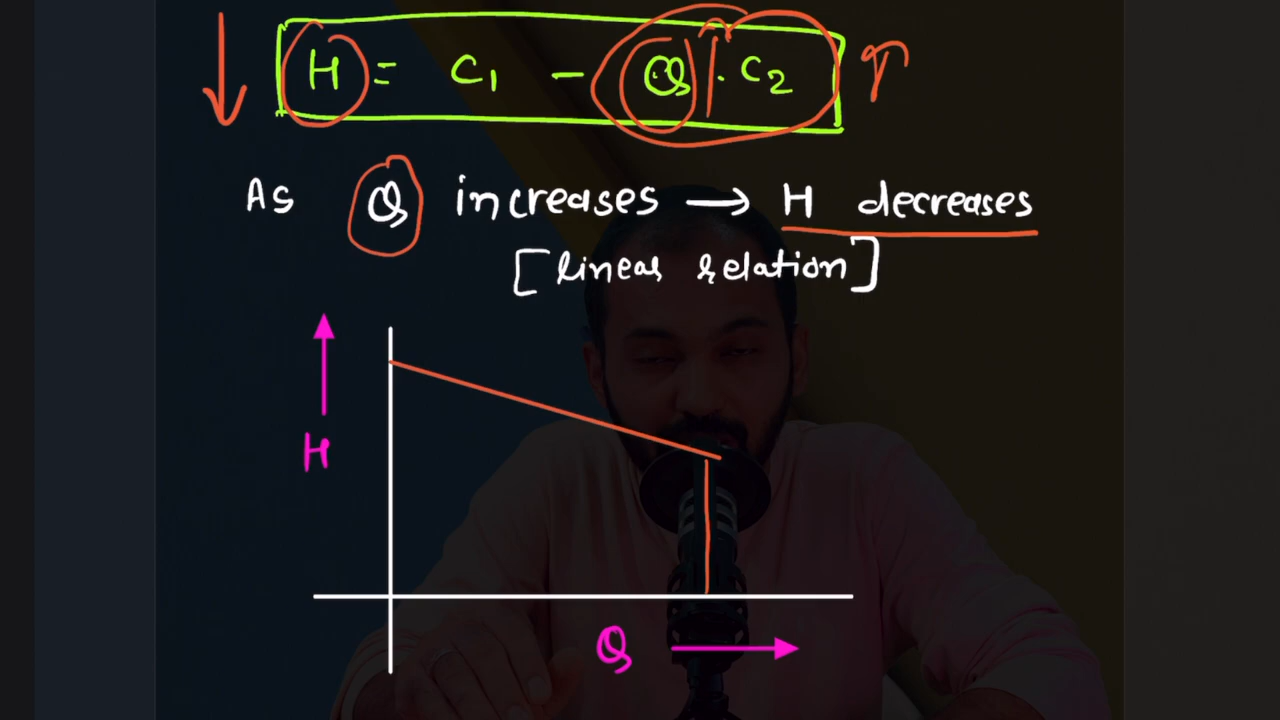 H = C1 - Q . C2
As Q increases → H decreases
[linear relation]
H
Q